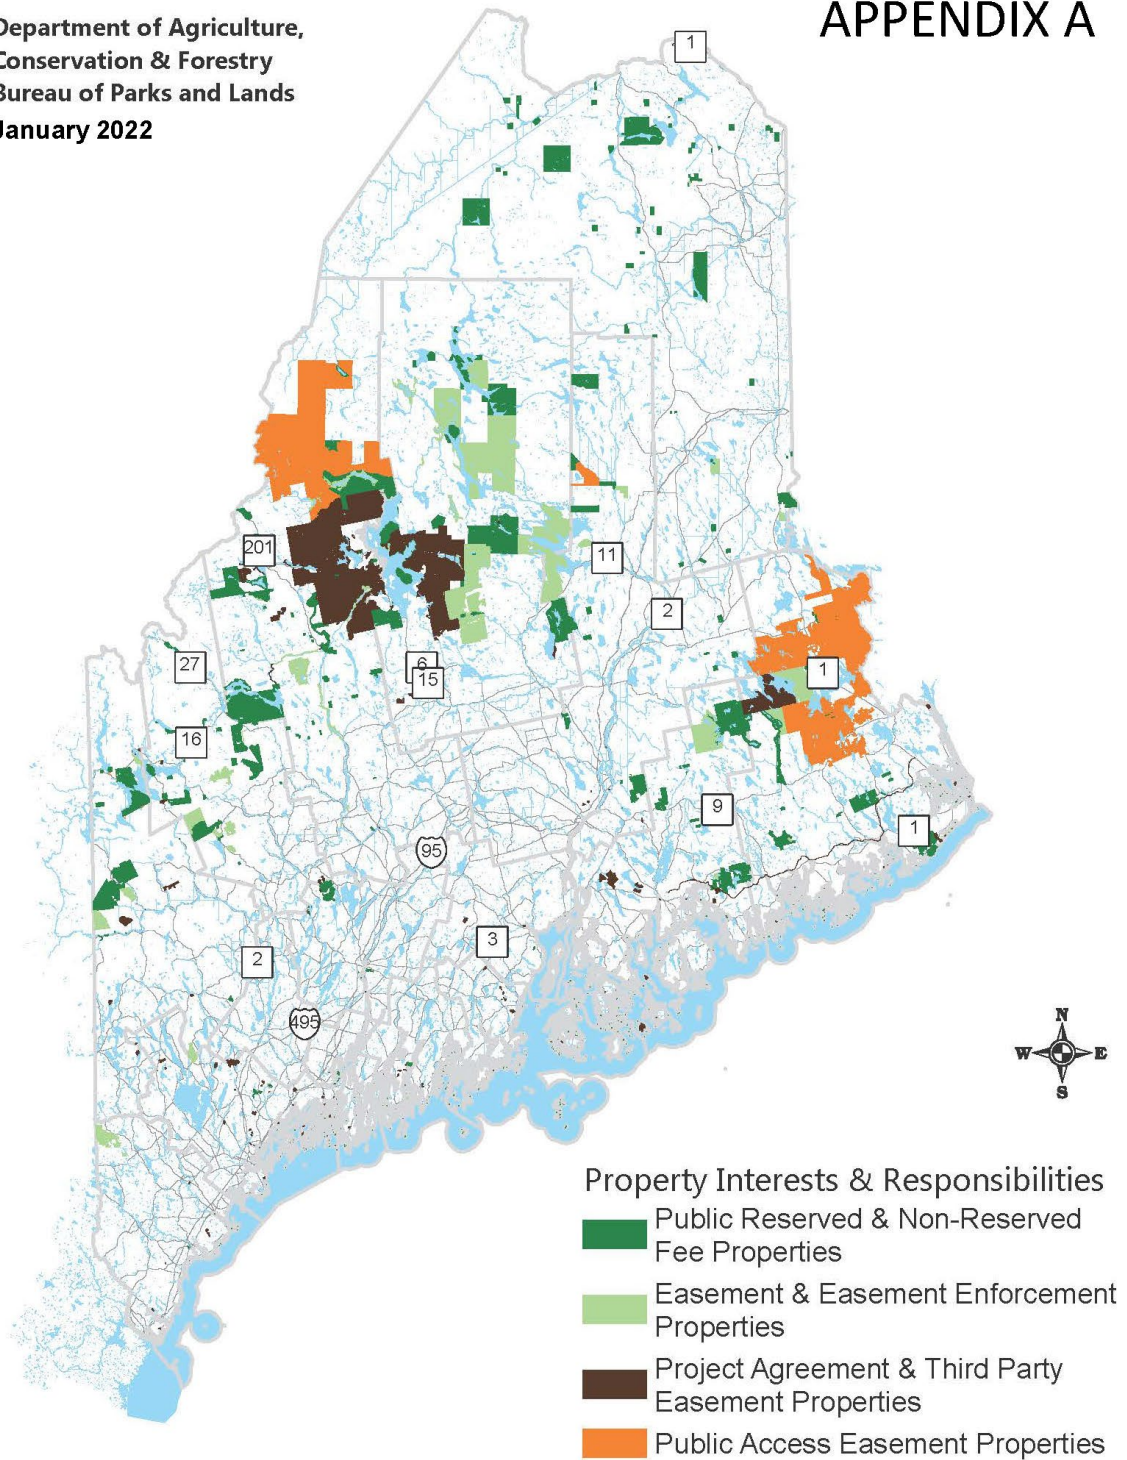 Department of Agriculture,
Conservation & Forestry
Bureau of Parks and Lands
January 2022
APPENDIX A
1
201
11
2
27
6
15
1
16
9
1
95
3
2
495
N
W E
S
Property Interests & Responsibilities
Public Reserved & Non-Reserved
Fee Properties
Easement & Easement Enforcement
Properties
Project Agreement & Third Party
Easement Properties
Public Access Easement Properties